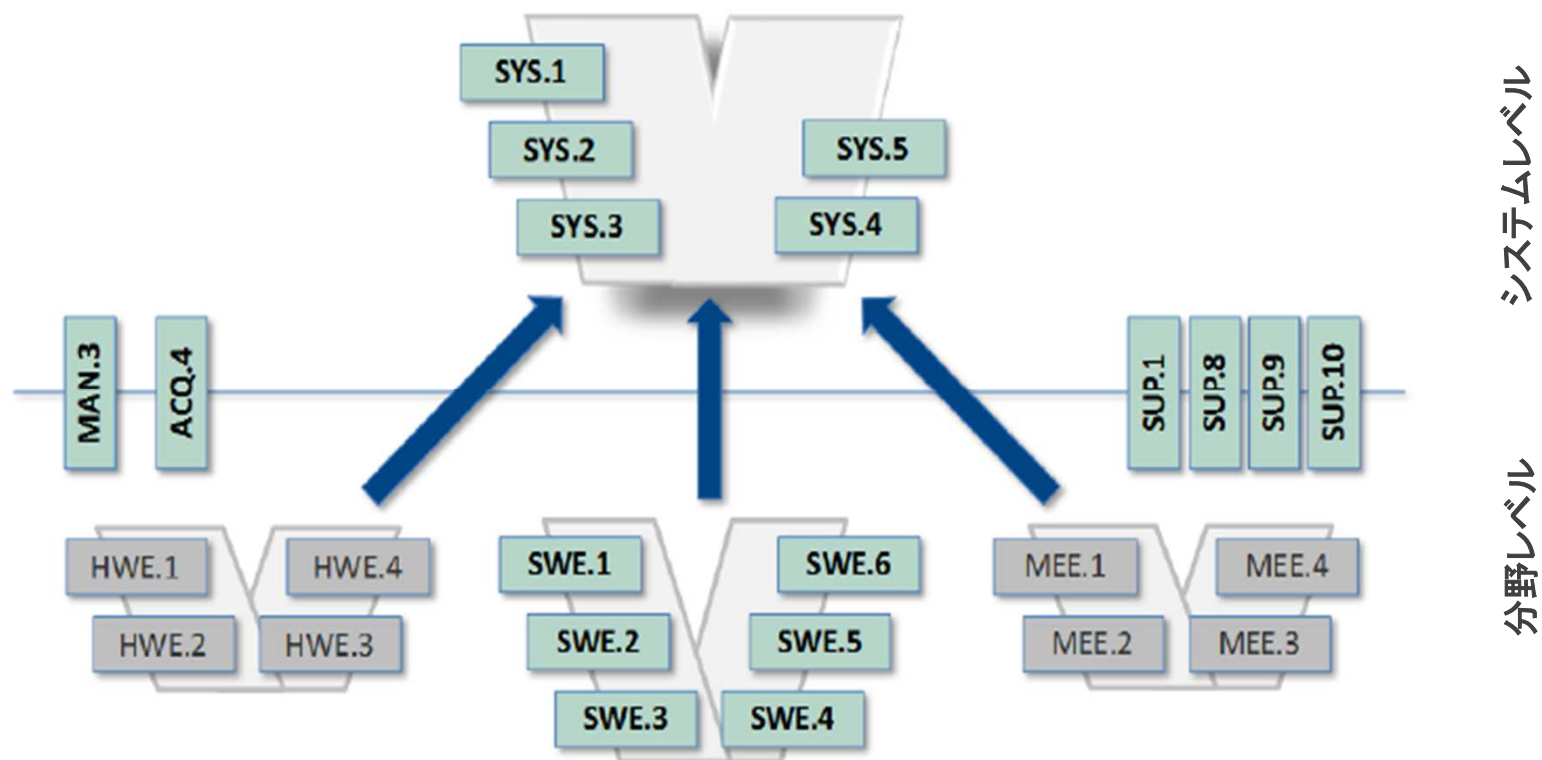 SYS.1
SYS.2
SYS.3
SYS.5
SYS.4
システムレベル
MAN.3
ACQ.4
SUP.1
SUP.8
SUP.9
SUP.10
HWE.1
HWE.4
HWE.2
HWE.3
SWE.1
SWE.6
SWE.2
SWE.5
SWE.3
SWE.4
MEE.1
MEE.4
MEE.2
MEE.3
分野レベル